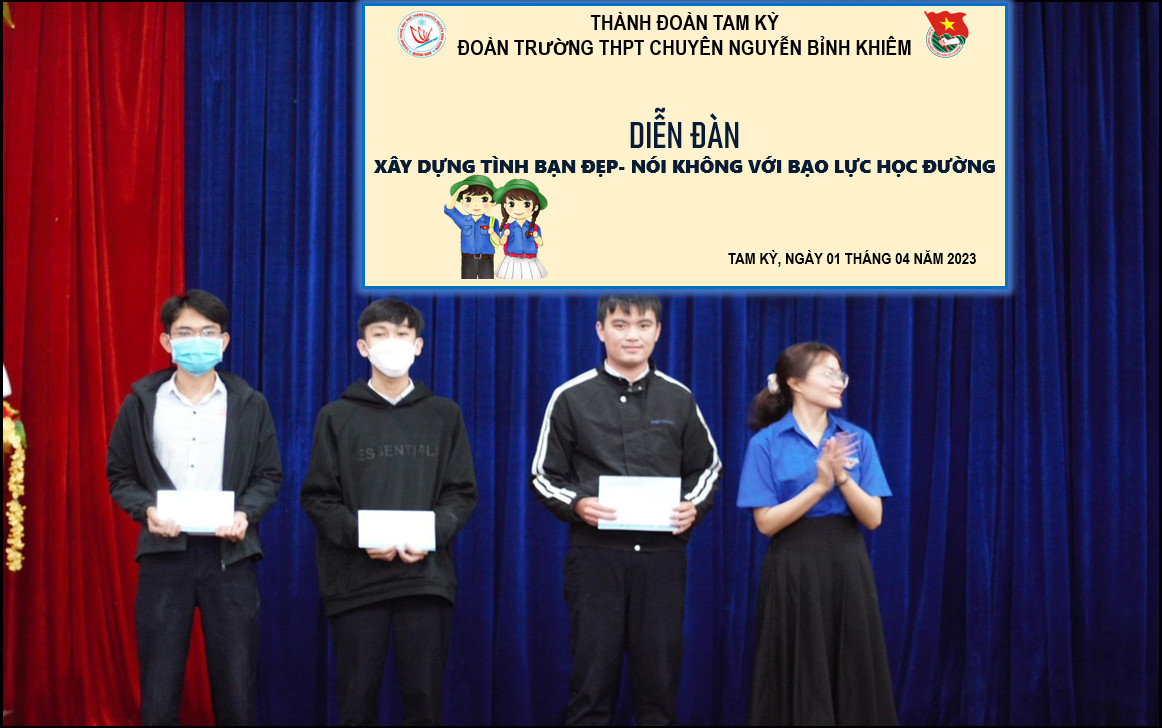 THÀNH ĐOÀN TAM KỲ
ĐOÀN TRƯỜNG THPT CHUYÊN NGUYỄN BỈNH KHIÊM
DIỄN ĐÀN
XÂY DỰNG TÌNH BẠN ĐẸP- NÓI KHÔNG VỚI BẠO LỰC HỌC ĐƯỜNG
TAM KỲ, NGÀY 01 THÁNG 04 NĂM 2023
ESSENTIALS